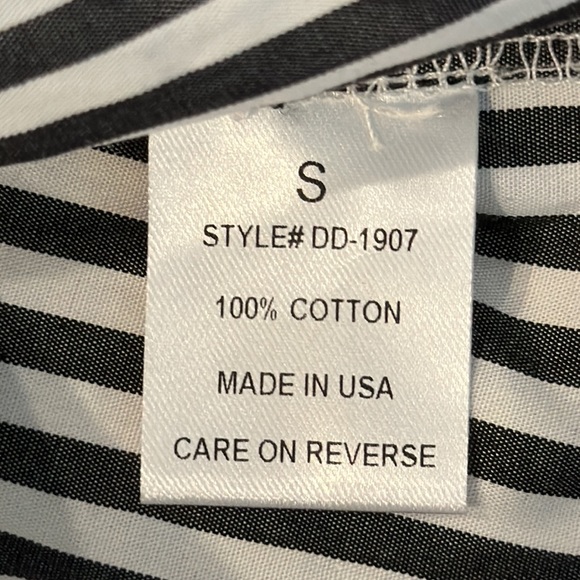 S
STYLE# DD-1907
100% COTTON
MADE IN USA
CARE ON REVERSE